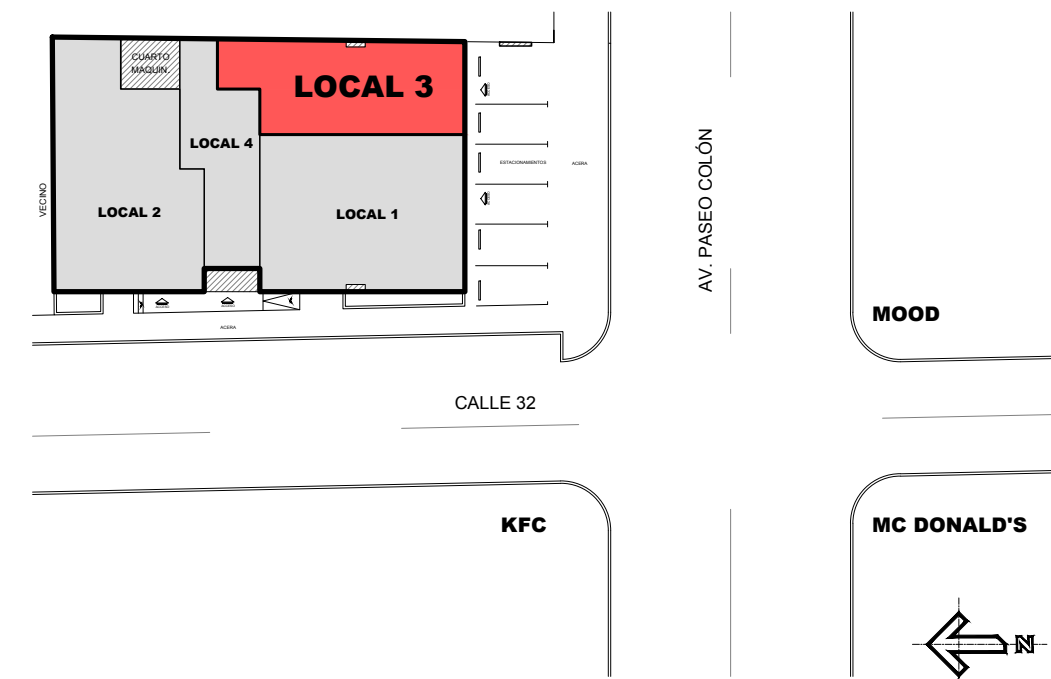 CUARTO
MAQUIN.
LOCAL 3
LOCAL 4
LOCAL 2
LOCAL 1
VECINO
ESTACIONAMIENTOS
ACERA
ACERA
AV. PASEO COLÓN
MOOD
CALLE 32
KFC
MC DONALD'S
N